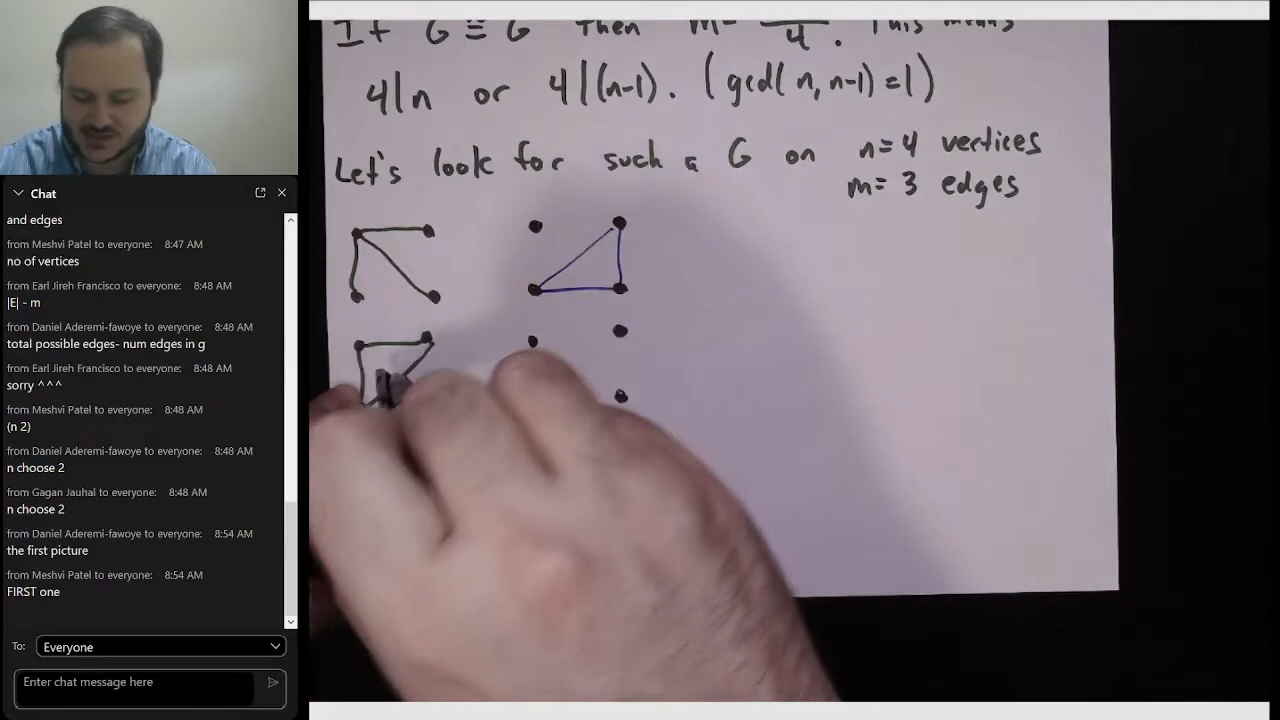 Chat
and edges
from Meshvi Patel to everyone: 8:47 AM
no of vertices
from Earl Jireh Francisco to everyone: 8:48 AM
|E| - m
from Daniel Aderemi-fawoye to everyone: 8:48 AM
total possible edges- num edges in g
from Earl Jireh Francisco to everyone: 8:48 AM
sorry ^ ^ ^
from Meshvi Patel to everyone: 8:48 AM
(n 2)
from Daniel Aderemi-fawoye to everyone: 8:48 AM
n choose 2
from Gagan Jauhal to everyone: 8:48 AM
n choose 2
from Daniel Aderemi-fawoye to everyone: 8:54 AM
the first picture
from Meshvi Patel to everyone: 8:54 AM
FIRST one
To: Everyone
Enter chat message here
If G ≅ G then m= 4. This means
4|n or 4|(n-1). (gcd(n, n-1)=1)
Let's look for such a G on n=4 vertices
m= 3 edges